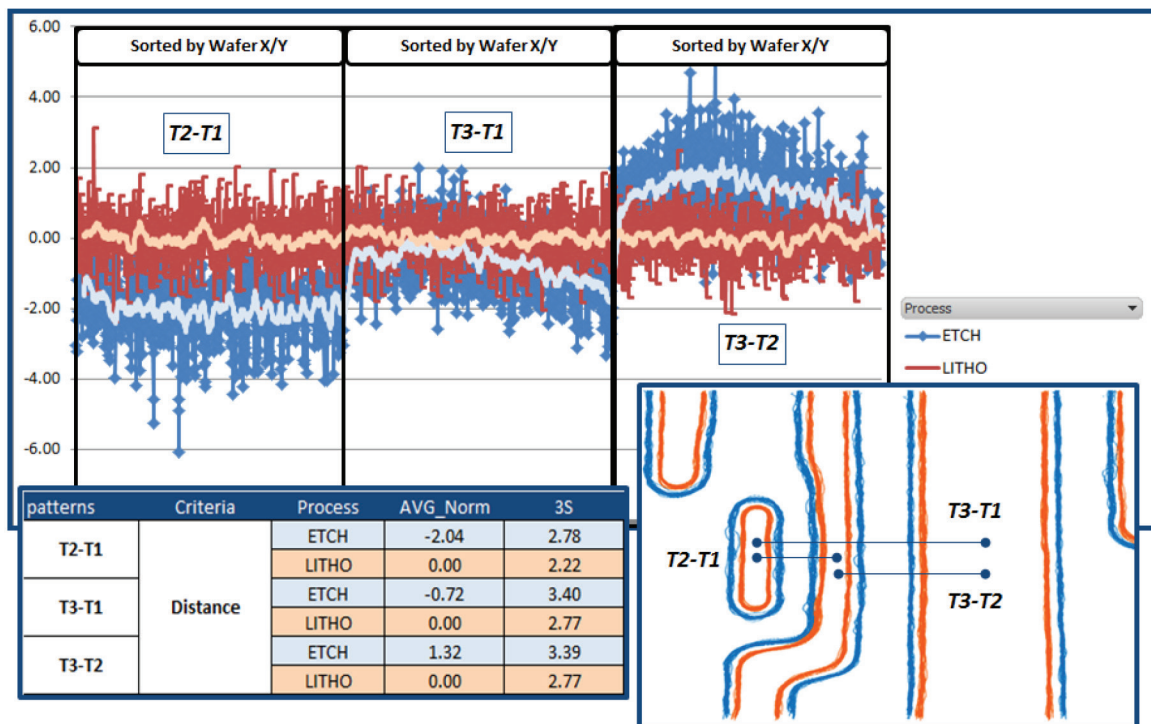 6.00
4.00
2.00
0.00
-2.00
-4.00
-6.00
Sorted by Wafer X/Y
Sorted by Wafer X/Y
Sorted by Wafer X/Y
T2-T1
T3-T1
T3-T2
Process
ETCH
LITHO
patterns Criteria Process AVG_Norm 3S
T2-T1 Distance ETCH -2.04 2.78
LITHO 0.00 2.22
T3-T1 ETCH -0.72 3.40
LITHO 0.00 2.77
T3-T2 ETCH 1.32 3.39
LITHO 0.00 2.77
T3-T1
T2-T1
T3-T2